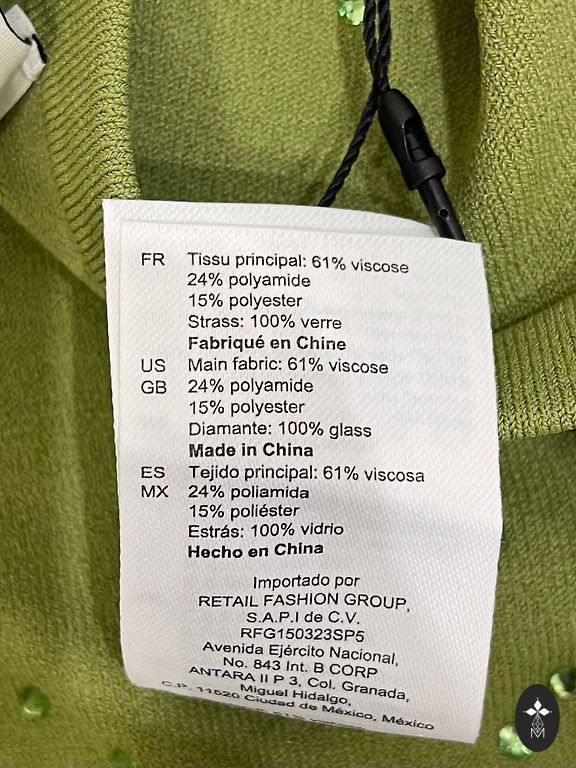 FR Tissu principal: 61% viscose
24% polyamide
15% polyester
Strass: 100% verre
Fabriqué en Chine
US Main fabric: 61% viscose
GB 24% polyamide
15% polyester
Diamante: 100% glass
Made in China
ES Tejido principal: 61% viscosa
MX 24% poliamida
15% poliéster
Estrás: 100% vidrio
Hecho en China
Importado por
RETAIL FASHION GROUP,
S.A.P.I de C.V.
RFG150323SP5
Avenida Ejército Nacional,
No. 843 Int. B CORP
ANTARA II P 3, Col. Granada,
Miguel Hidalgo,
C.P. 11520 Ciudad de México, México
M